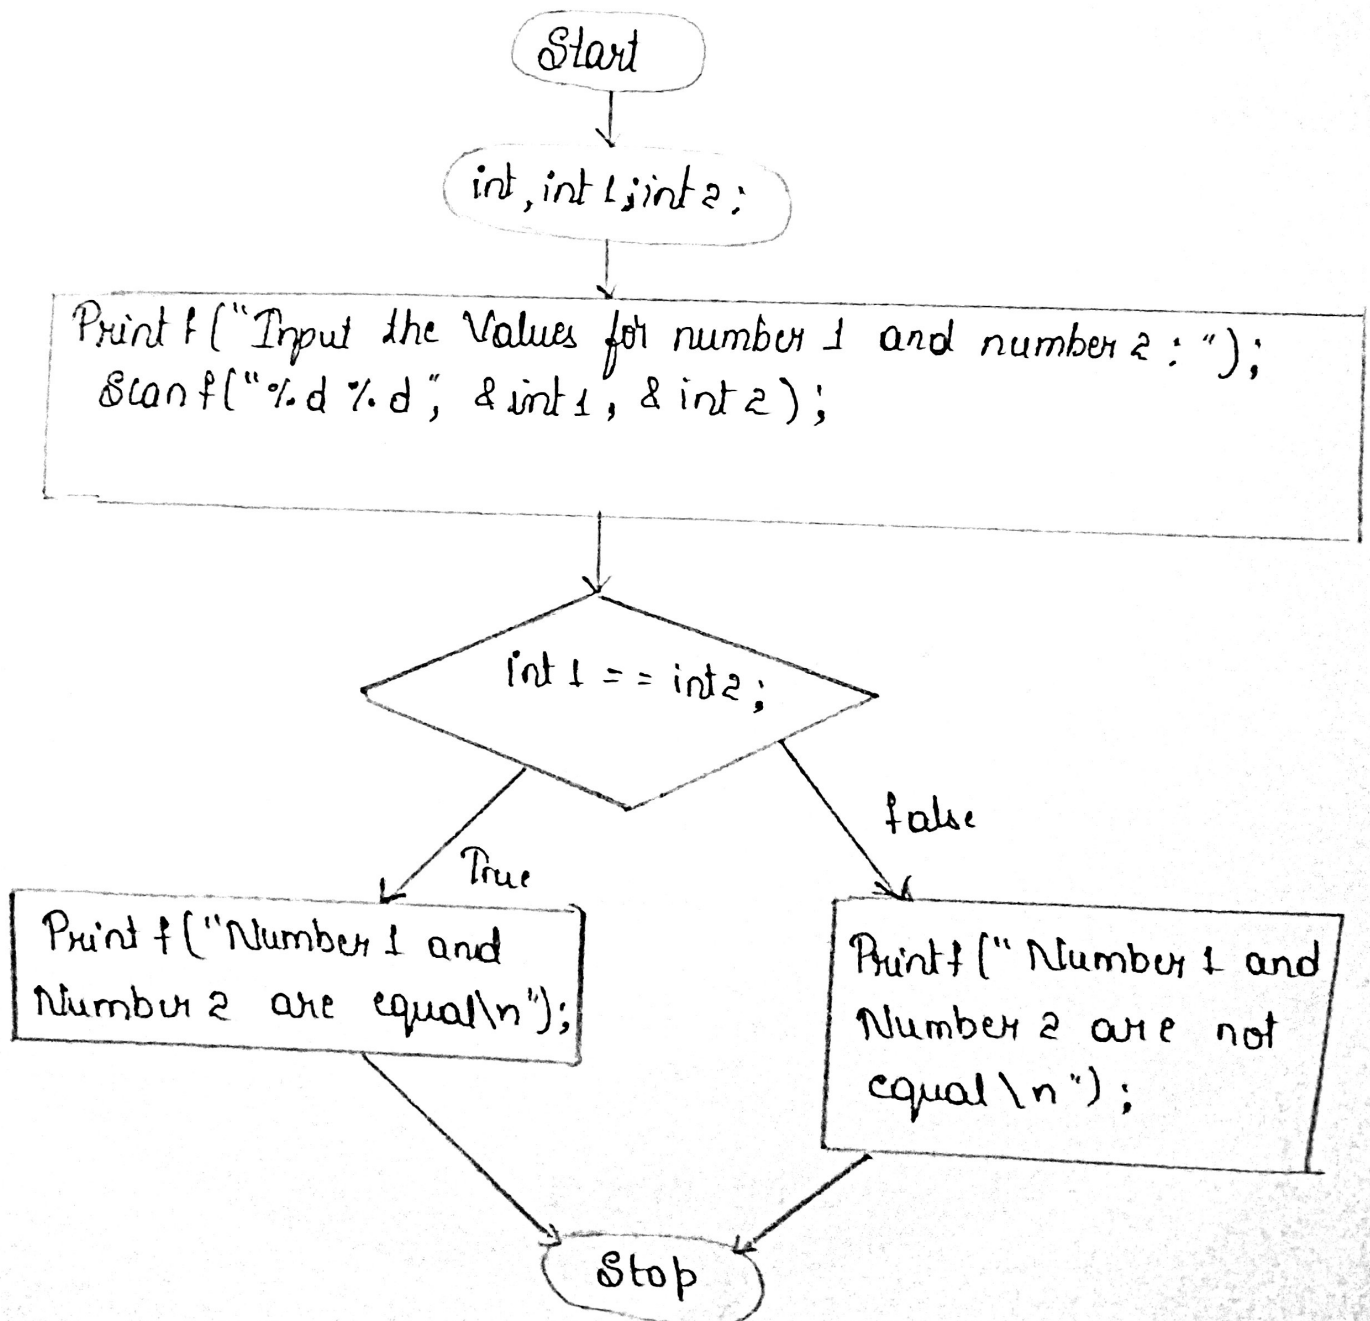 Start
int, int 1; int 2;
Print f ("Input the Values for number 1 and number 2 : ");
Scan f ("%d %d", & int 1, & int 2);
int 1 = = int 2;
True
false
Print f ("Number 1 and
Number 2 are equal\n");
Print f (" Number 1 and
Number 2 are not
equal \n ");
Stop